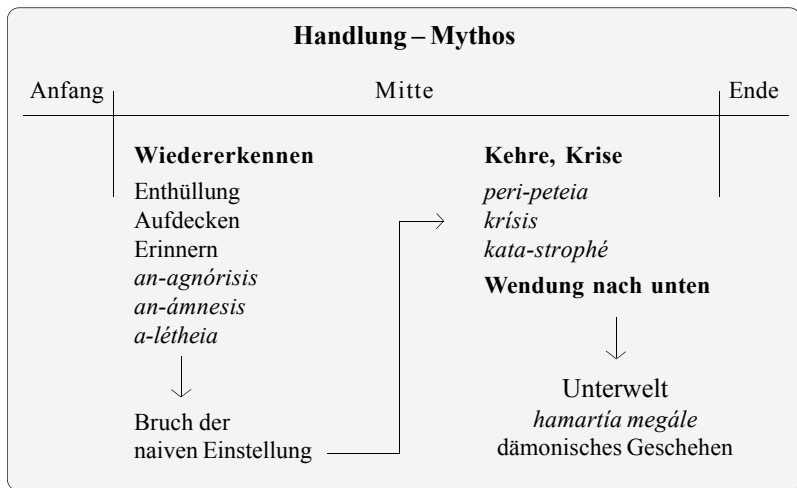 Handlung – Mythos
Anfang Mitte Ende
Wiedererkennen
Enthüllung
Aufdecken
Erinnern
an-agnórisis
an-ámnesis
a-létheia
Bruch der
naiven Einstellung
Kehre, Krise
peri-peteia
krísis
kata-strophé
Wendung nach unten
Unterwelt
hamartía megále
dämonisches Geschehen